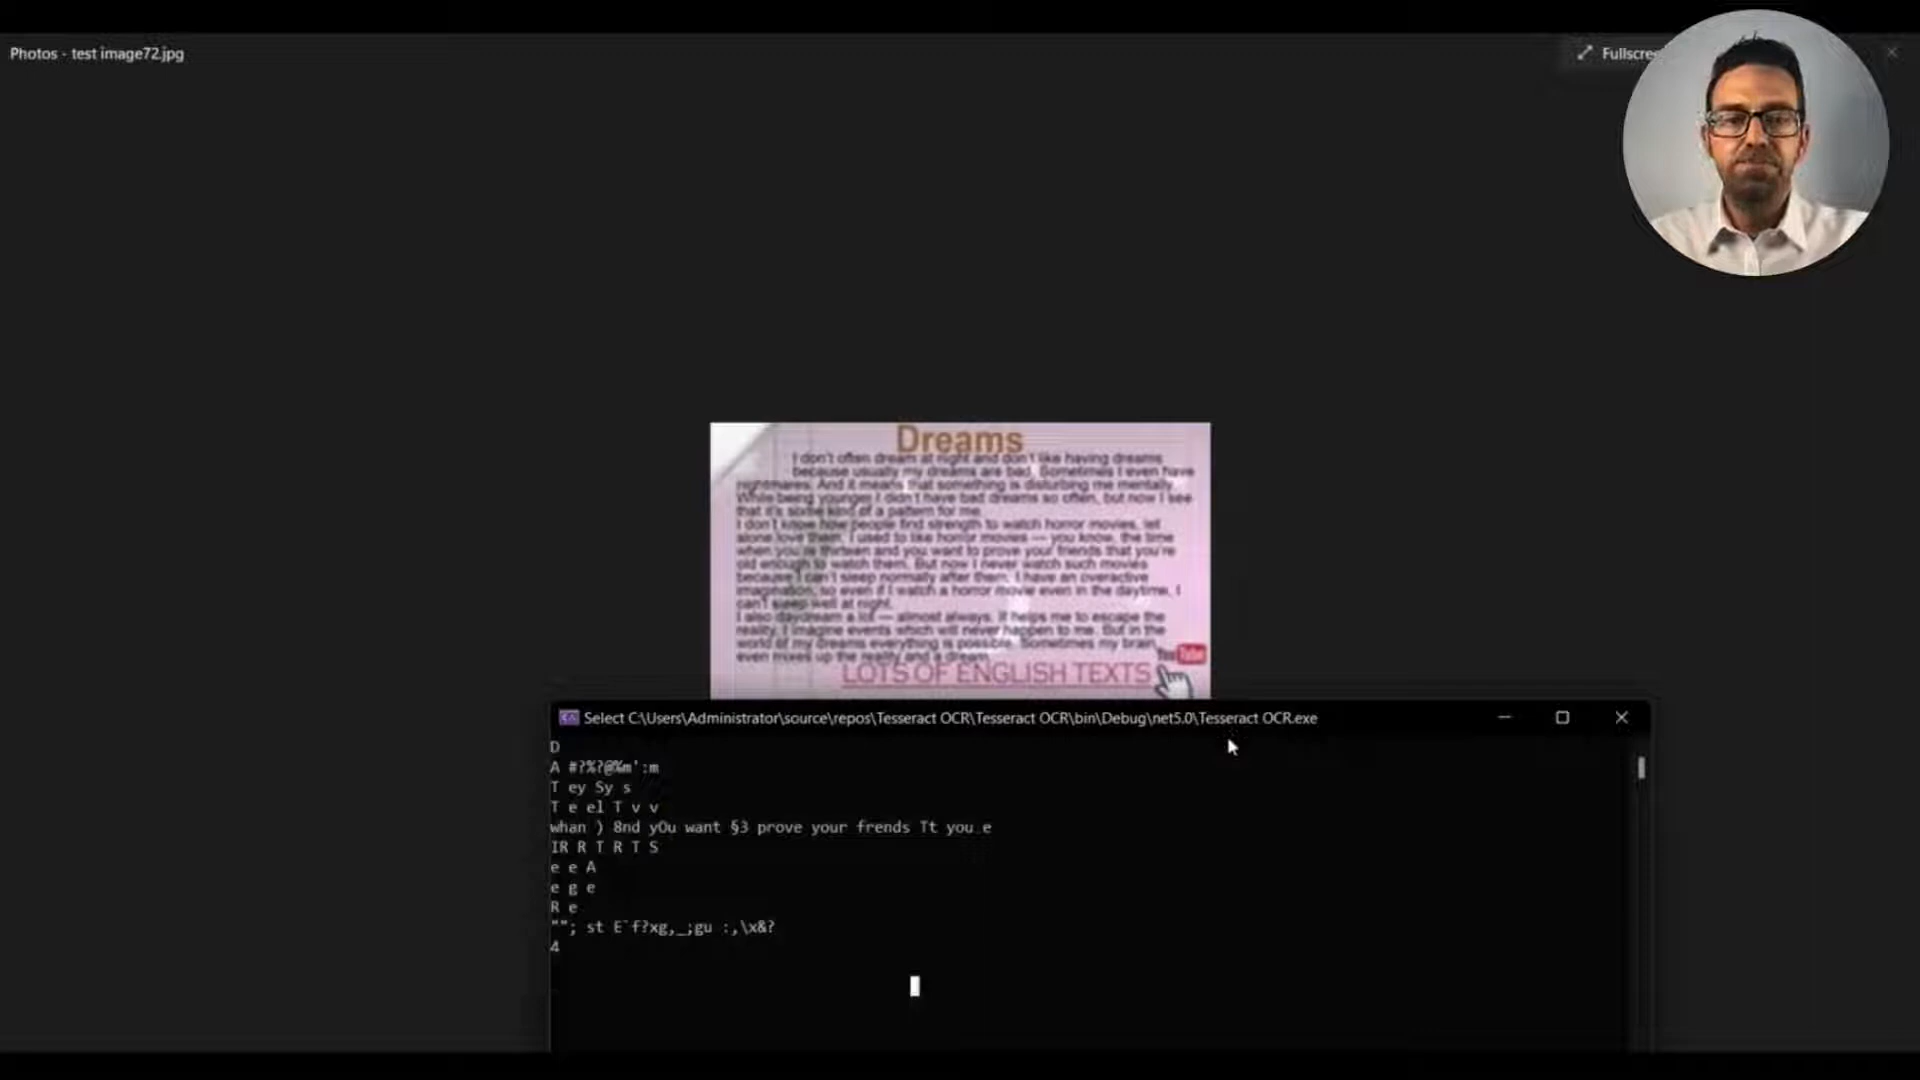 Photos - test image72.jpg
Fullscree
Dreams
I don't often dream at night and don't like having dreams
because usually my dreams are bad. Sometimes I even have
nightmares. And it means that something is disturbing me mentally.
While being younger I didn't have bad dreams so often, but now I see
that it's some kind of a pattern for me.
I don't know how people find strength to watch horror movies, let
alone love them. I used to like horror movies — you know, the time
when you're thirteen and you want to prove your friends that you're
old enough to watch them. But now I never watch such movies
because I can't sleep normally after them. I have an overactive
imagination, so even if I watch a horror movie even in the daytime, I
can't sleep well at night.
I also daydream a lot — almost always. It helps me to escape the
reality. I imagine events which will never happen to me. But in the
world of my dreams everything is possible. Sometimes my brain
even mixes up the reality and a dream.
YouTube
LOTS OF ENGLISH TEXTS
Select C:\Users\Administrator\source\repos\Tesseract OCR\Tesseract OCR\bin\Debug\net5.0\Tesseract OCR.exe
D
A #?%?@%m':m
T ey Sy s
T e el T v v
whan ) 8nd yOu want §3 prove your frends Tt you e
IR R T R T S
e e A
e g e
R e
""; st E`f?xg,_;gu :,\x&?
4